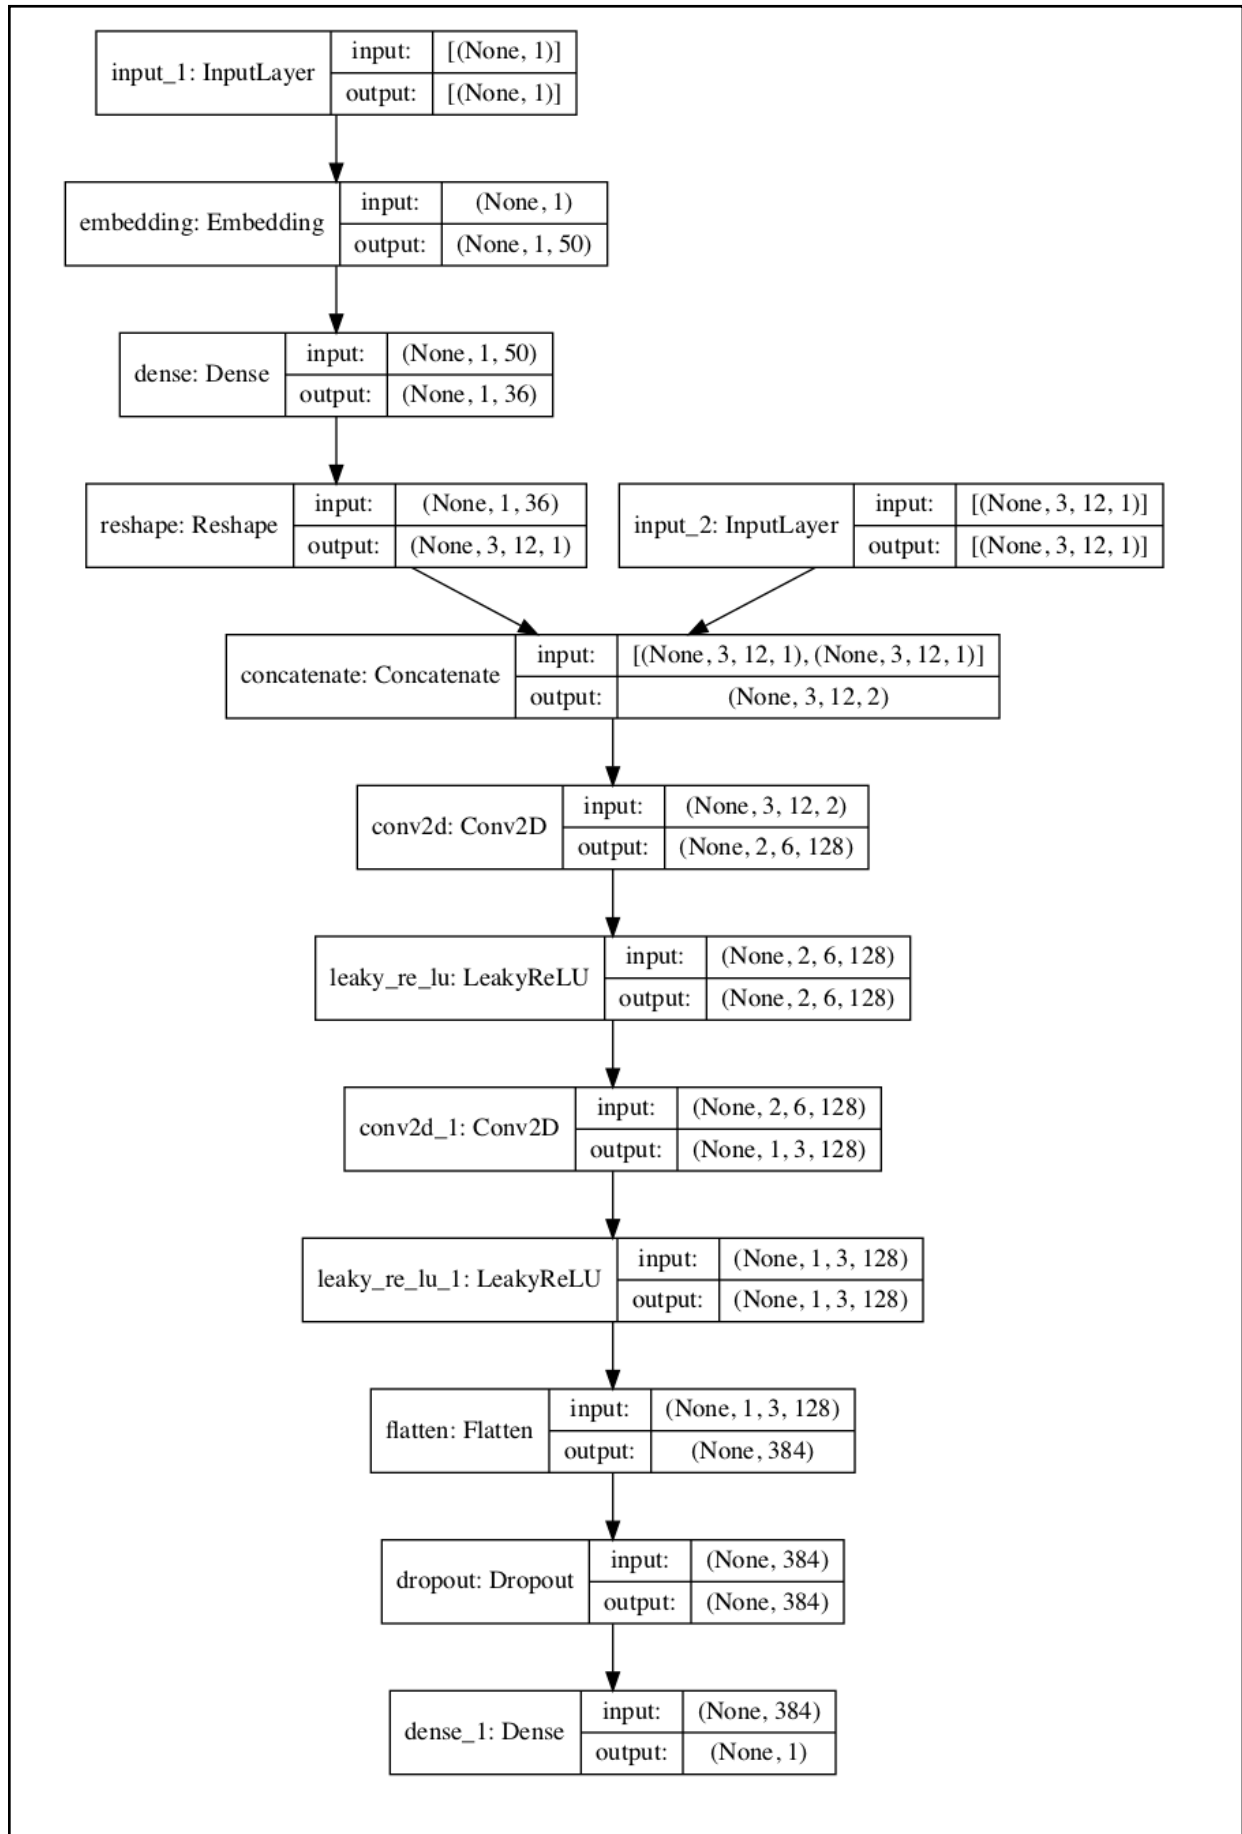 input_1: InputLayer
input: [(None, 1)]
output: [(None, 1)]
embedding: Embedding
input: (None, 1)
output: (None, 1, 50)
dense: Dense
input: (None, 1, 50)
output: (None, 1, 36)
reshape: Reshape
input: (None, 1, 36)
output: (None, 3, 12, 1)
input_2: InputLayer
input: [(None, 3, 12, 1)]
output: [(None, 3, 12, 1)]
concatenate: Concatenate
input: [(None, 3, 12, 1), (None, 3, 12, 1)]
output: (None, 3, 12, 2)
conv2d: Conv2D
input: (None, 3, 12, 2)
output: (None, 2, 6, 128)
leaky_re_lu: LeakyReLU
input: (None, 2, 6, 128)
output: (None, 2, 6, 128)
conv2d_1: Conv2D
input: (None, 2, 6, 128)
output: (None, 1, 3, 128)
leaky_re_lu_1: LeakyReLU
input: (None, 1, 3, 128)
output: (None, 1, 3, 128)
flatten: Flatten
input: (None, 1, 3, 128)
output: (None, 384)
dropout: Dropout
input: (None, 384)
output: (None, 384)
dense_1: Dense
input: (None, 384)
output: (None, 1)